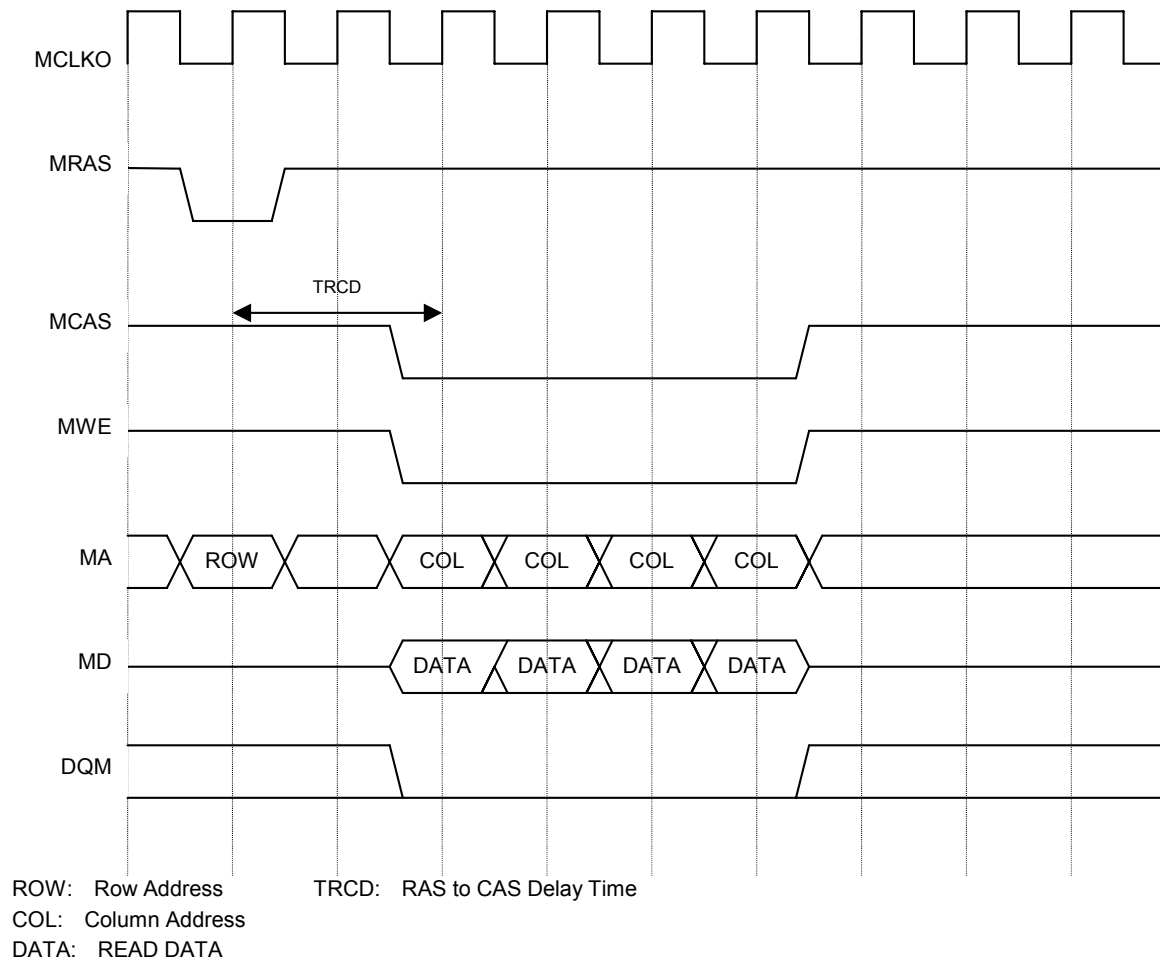 MCLKO
MRAS
TRCD
MCAS
MWE
MA ROW COL COL COL COL
MD DATA DATA DATA DATA
DQM
ROW: Row Address TRCD: RAS to CAS Delay Time
COL: Column Address
DATA: READ DATA